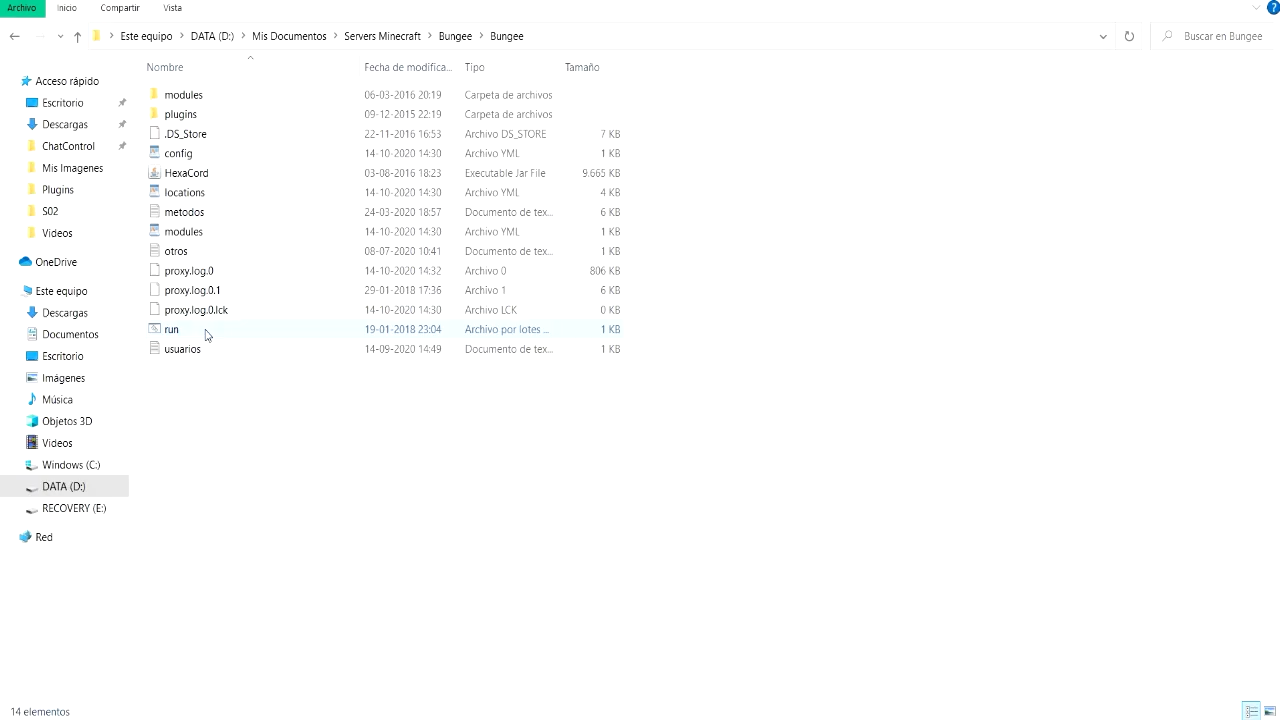 Archivo Inicio Compartir Vista ?
Este equipo DATA (D:) Mis Documentos Servers Minecraft Bungee Bungee Buscar en Bungee
Nombre Fecha de modifica... Tipo Tamaño
modules 06-03-2016 20:19 Carpeta de archivos
plugins 09-12-2015 22:19 Carpeta de archivos
.DS_Store 22-11-2016 16:53 Archivo DS_STORE 7 KB
config 14-10-2020 14:30 Archivo YML 1 KB
HexaCord 03-08-2016 18:23 Executable Jar File 9.665 KB
locations 14-10-2020 14:30 Archivo YML 4 KB
metodos 24-03-2020 18:57 Documento de tex... 6 KB
modules 14-10-2020 14:30 Archivo YML 1 KB
otros 08-07-2020 10:41 Documento de tex... 1 KB
proxy.log.0 14-10-2020 14:32 Archivo 0 806 KB
proxy.log.0.1 29-01-2018 17:36 Archivo 1 6 KB
proxy.log.0.lck 14-10-2020 14:30 Archivo LCK 0 KB
run 19-01-2018 23:04 Archivo por lotes ... 1 KB
usuarios 14-09-2020 14:49 Documento de tex... 1 KB
Acceso rápido
Escritorio
Descargas
ChatControl
Mis Imagenes
Plugins
S02
Videos
OneDrive
Este equipo
Descargas
Documentos
Escritorio
Imágenes
Música
Objetos 3D
Videos
Windows (C:)
DATA (D:)
RECOVERY (E:)
Red
14 elementos